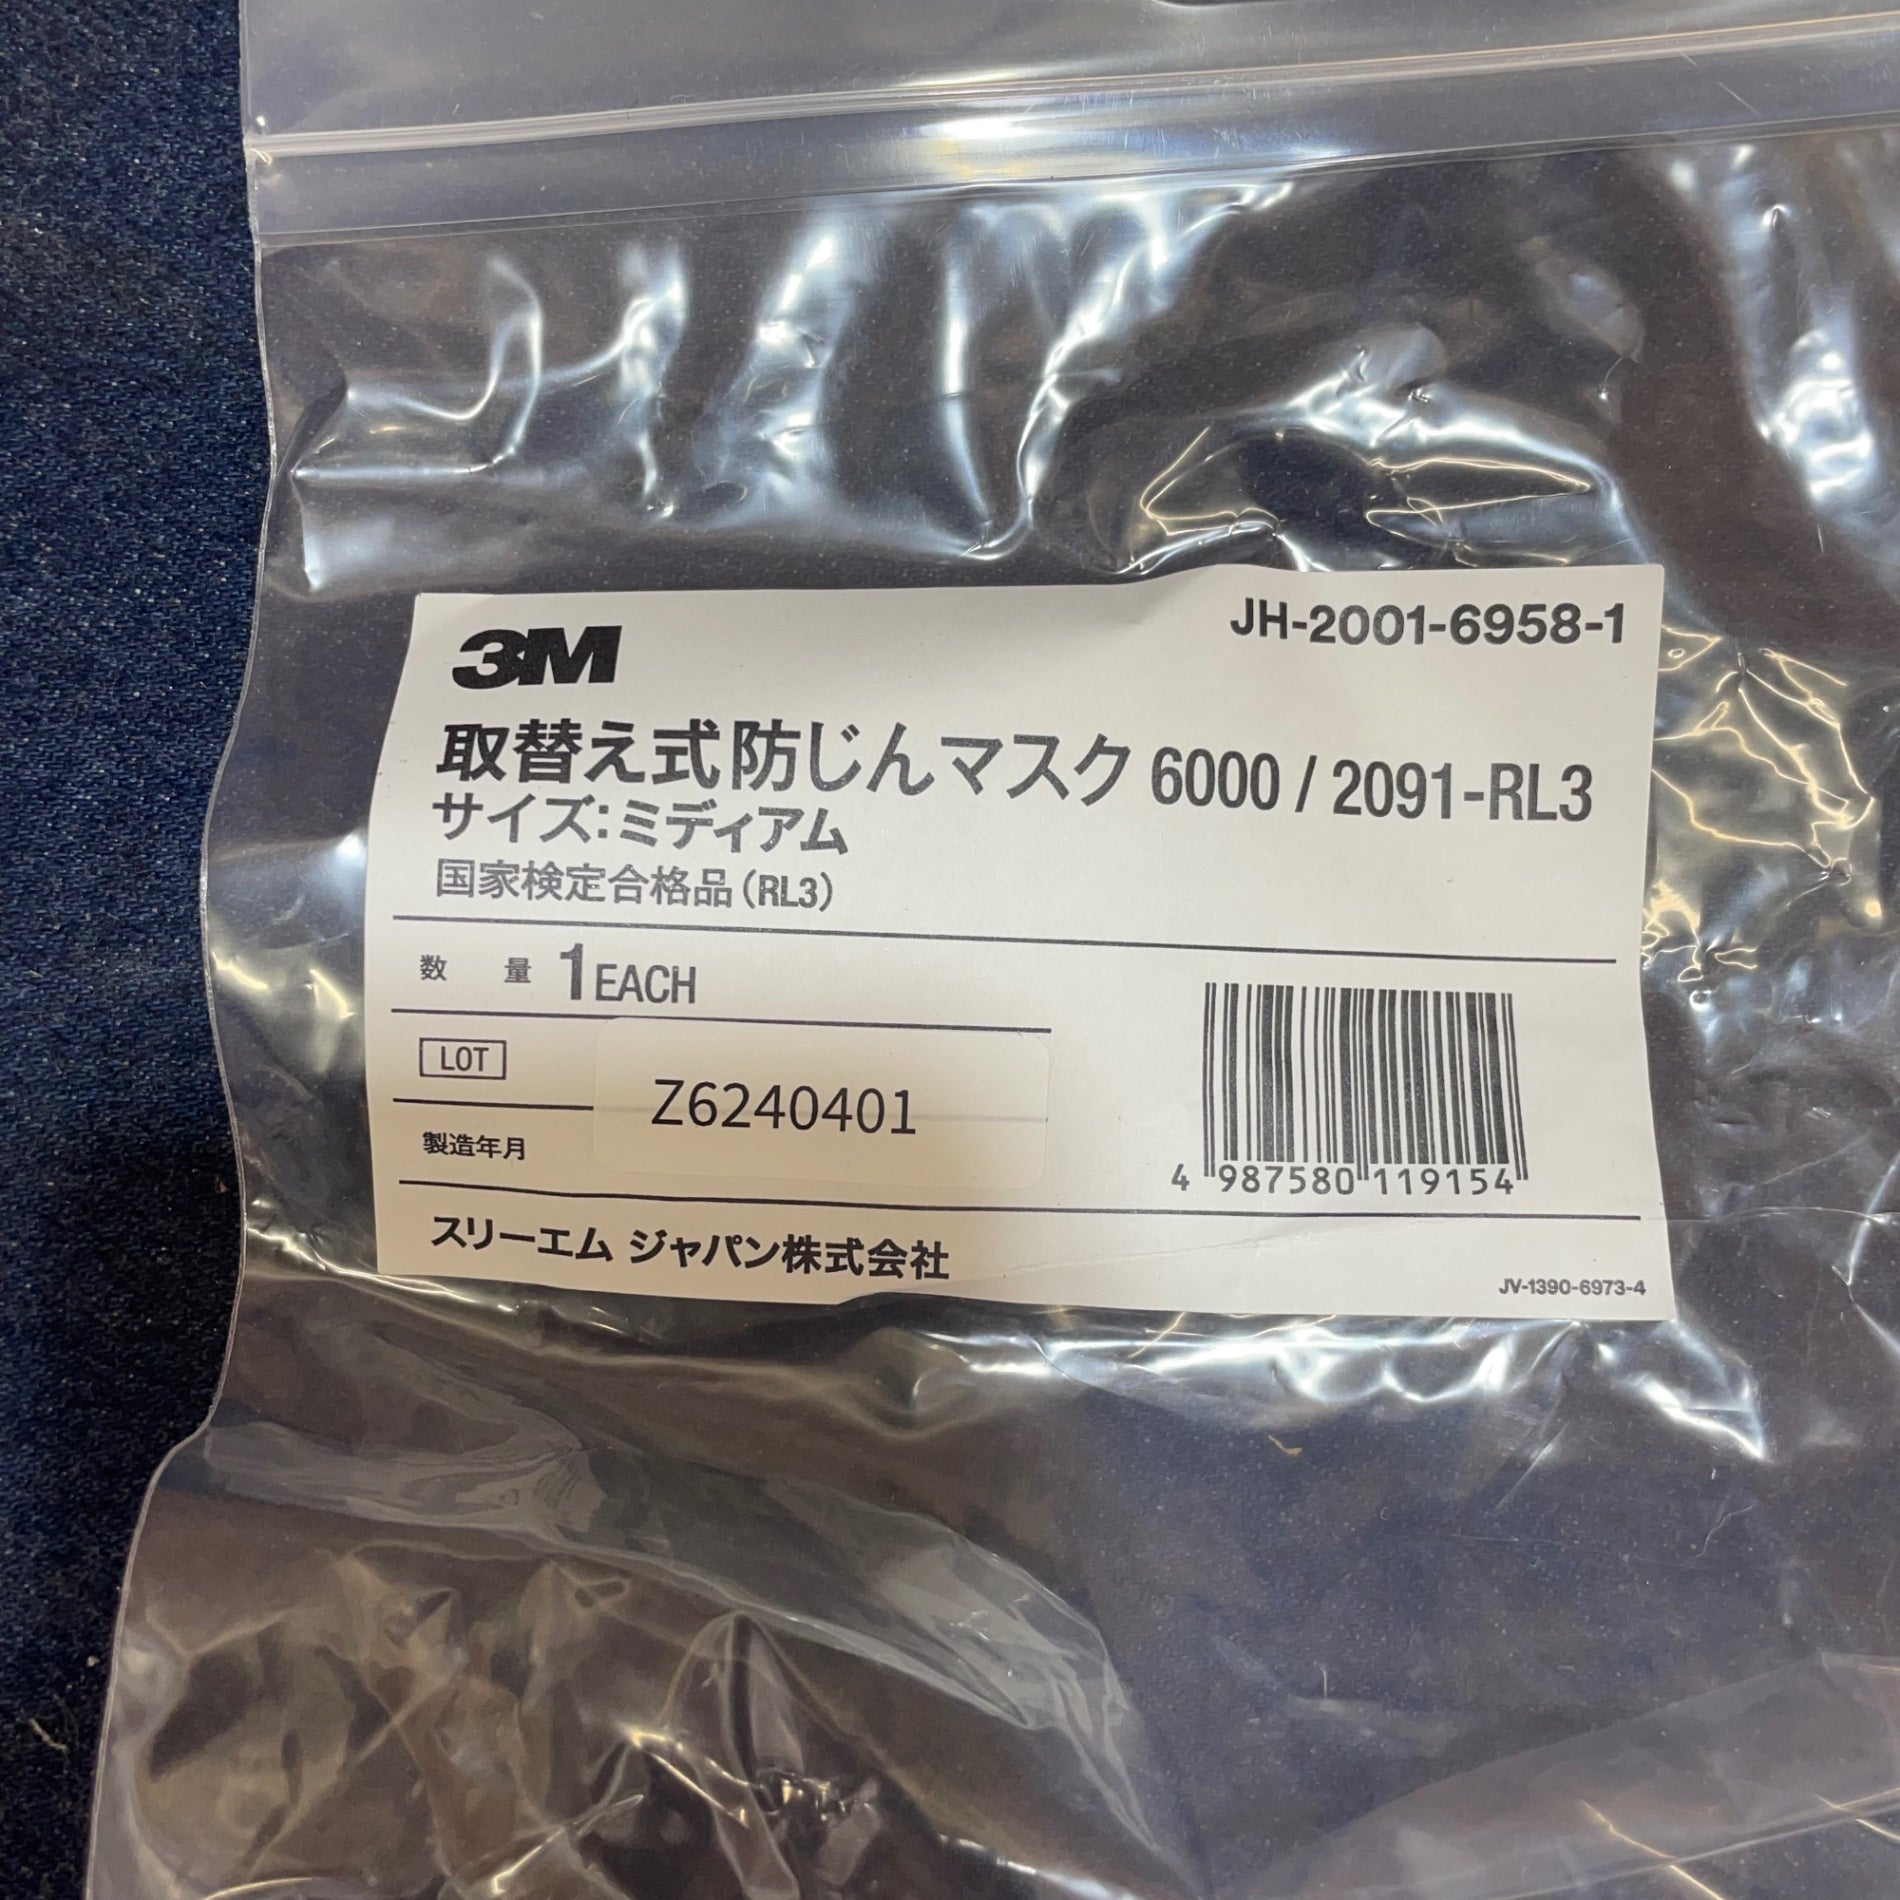 3M
JH-2001-6958-1
取替え式防じんマスク 6000 / 2091-RL3
サイズ:ミディアム
国家検定合格品(RL3)
数 量 1 EACH
LOT
Z6240401
製造年月
4 987580 119154
スリーエム ジャパン株式会社
JV-1390-6973-4